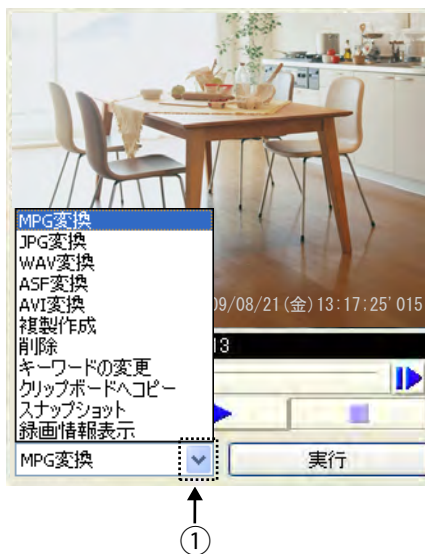 MPG変換
JPG変換
WAV変換
ASF変換
AVI変換
複製作成
削除
キーワードの変更
クリップボードへコピー
スナップショット
録画情報表示
09/08/21(金)13:17:25' 015
13
MPG変換
実行
①